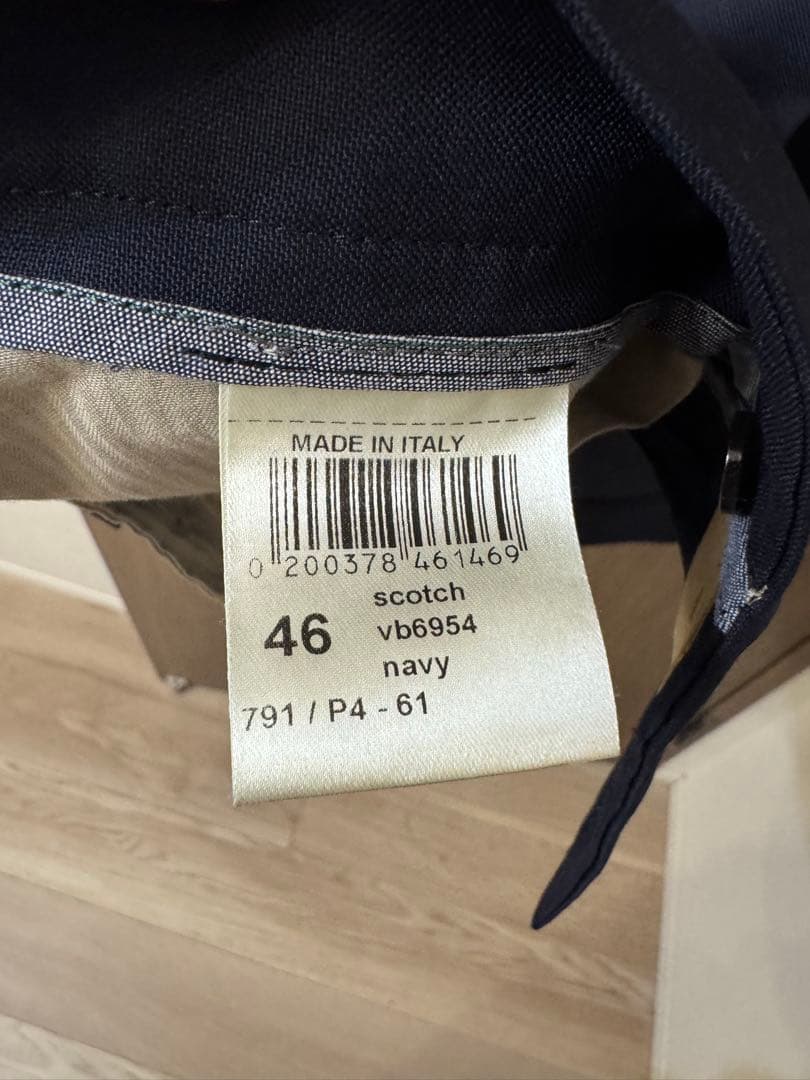 MADE IN ITALY
0 200378 461469
scotch
46 vb6954
navy
791 / P4 - 61